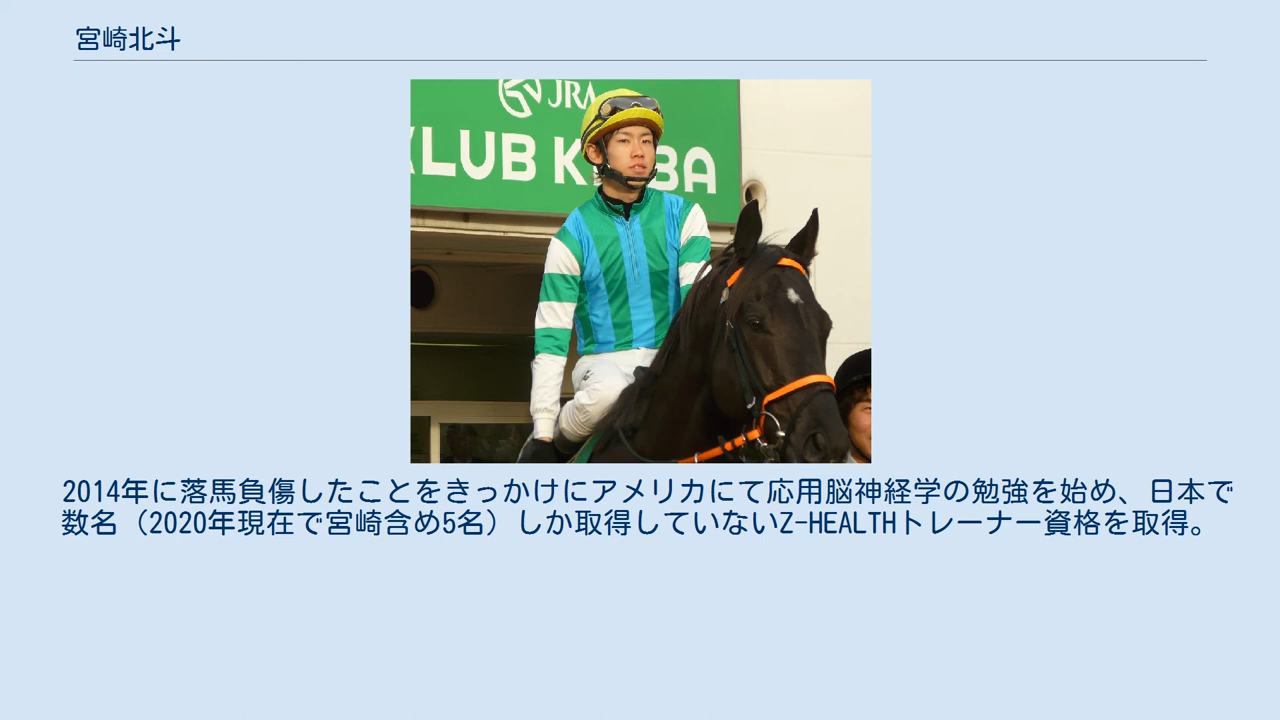 宮崎北斗
JRA
KLUB K BA
2014年に落馬負傷したことをきっかけにアメリカにて応用脳神経学の勉強を始め、日本で
数名（2020年現在で宮崎含め5名）しか取得していないZ-HEALTHトレーナー資格を取得。